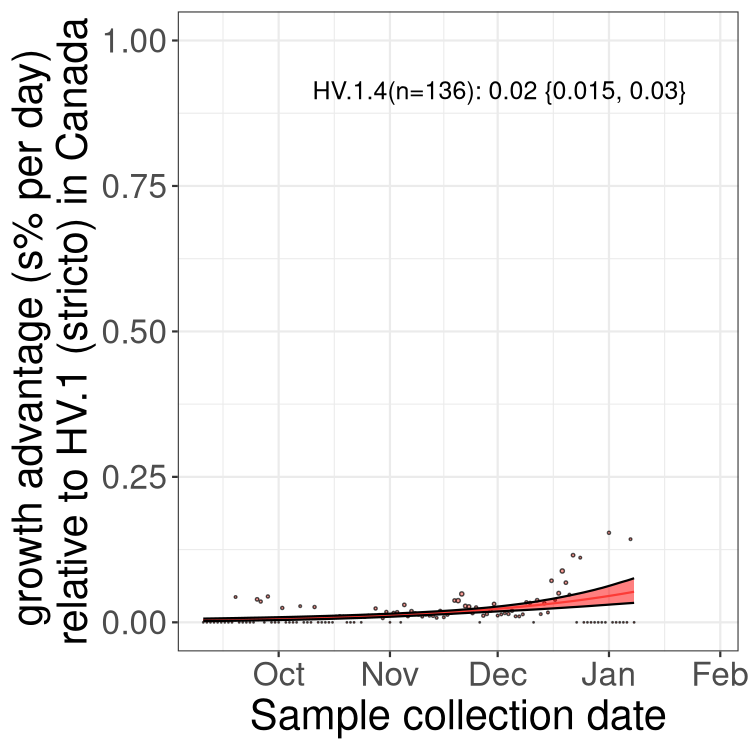 growth advantage (s% per day)
relative to HV.1 (stricto) in Canada
1.00
0.75
0.50
0.25
0.00
HV.1.4(n=136): 0.02 {0.015, 0.03}
Oct Nov Dec Jan Feb
Sample collection date